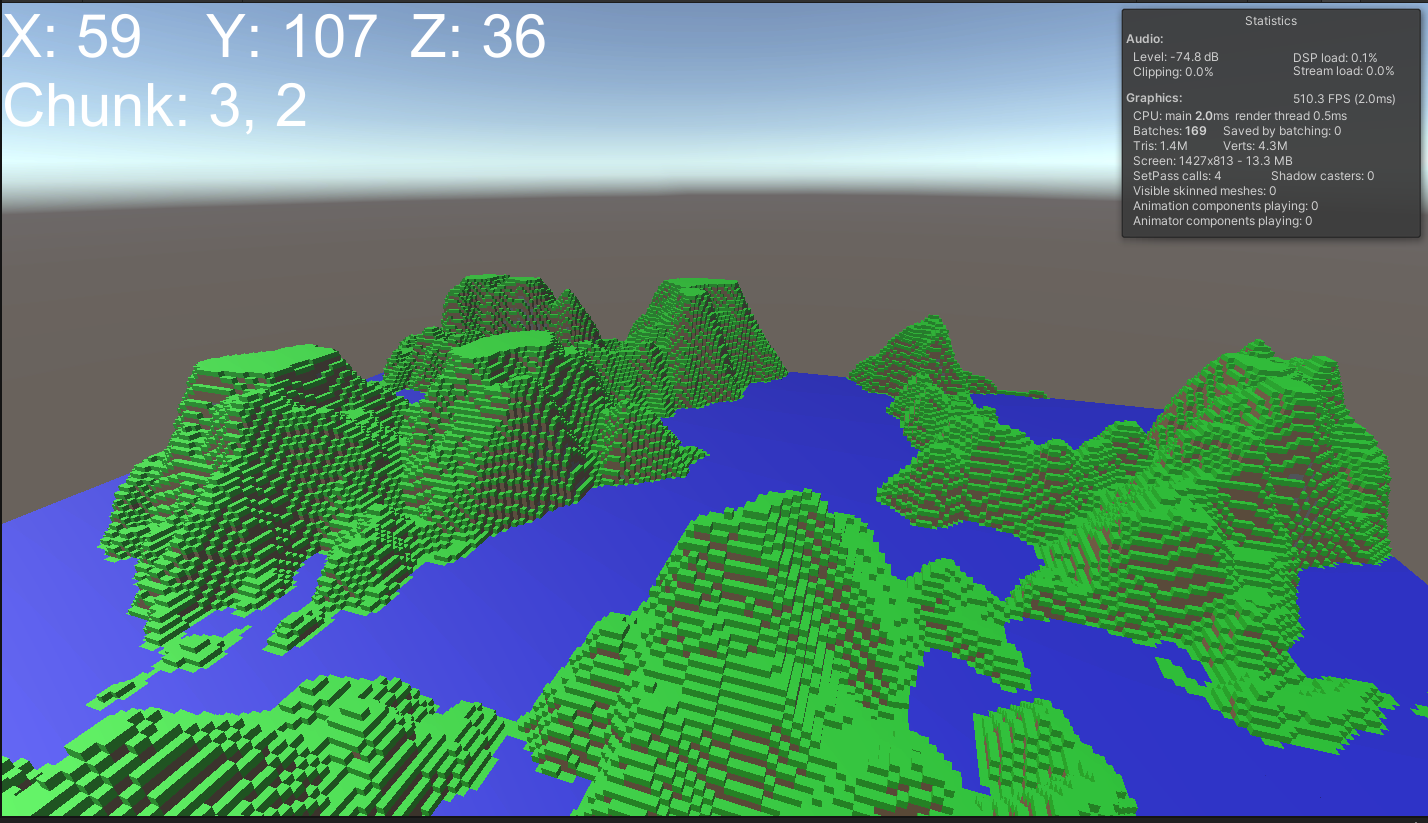 X: 59 Y: 107 Z: 36
Chunk: 3, 2
Statistics
Audio:
Level: -74.8 dB DSP load: 0.1%
Clipping: 0.0% Stream load: 0.0%
Graphics: 510.3 FPS (2.0ms)
CPU: main 2.0ms render thread 0.5ms
Batches: 169 Saved by batching: 0
Tris: 1.4M Verts: 4.3M
Screen: 1427x813 - 13.3 MB
SetPass calls: 4 Shadow casters: 0
Visible skinned meshes: 0
Animation components playing: 0
Animator components playing: 0